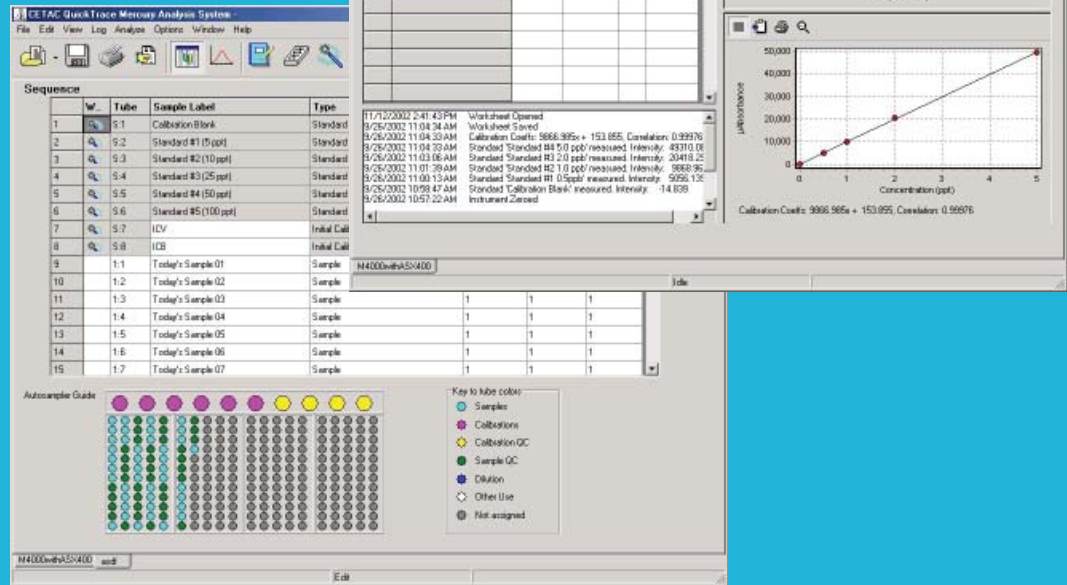 CETAC QuickTrace Mercury Analysis System -
File Edit View Log Analyze Options Window Help
Sequence
W... Tube Sample Label Type
1 S:1 Calibration Blank Standard
2 S:2 Standard #1 (5 ppt) Standard
3 S:3 Standard #2 (10 ppt) Standard
4 S:4 Standard #3 (25 ppt) Standard
5 S:5 Standard #4 (50 ppt) Standard
6 S:6 Standard #5 (100 ppt) Standard
7 S:7 ICV Initial Cali
8 S:8 ICB Initial Cali
9 1:1 Today's Sample 01 Sample
10 1:2 Today's Sample 02 Sample
11 1:3 Today's Sample 03 Sample 1 1 1
12 1:4 Today's Sample 04 Sample 1 1 1
13 1:5 Today's Sample 05 Sample 1 1 1
14 1:6 Today's Sample 06 Sample 1 1 1
15 1:7 Today's Sample 07 Sample 1 1 1
Autosampler Guide
Key to tube colors
Samples
Calibrations
Calibration QC
Sample QC
Dilution
Other Use
Not assigned
M4000withASX400 asdf
Edit
11/12/2002 2:41:43 PM Worksheet Opened
9/26/2002 11:04:34 AM Worksheet Saved
9/26/2002 11:04:33 AM Calibration Coeffs: 9866.985x + 153.855, Correlation: 0.99976
9/26/2002 11:04:33 AM Standard 'Standard #4 5.0 ppt' measured. Intensity: 49310.08
9/26/2002 11:03:06 AM Standard 'Standard #3 2.0 ppb' measured. Intensity: 20418.25
9/26/2002 11:01:39 AM Standard 'Standard #2 1.0 ppb' measured. Intensity: 9868.96
9/26/2002 11:00:13 AM Standard 'Standard #1 0.5ppb' measured. Intensity: 5056.135
9/26/2002 10:58:47 AM Standard 'Calibration Blank' measured. Intensity: -14.839
9/26/2002 10:57:22 AM Instrument Zeroed
M4000withASX400
Idle
50,000
40,000
30,000
20,000
10,000
0
µAbsorbance
0 1 2 3 4 5
Concentration (ppt)
Calibration Coeffs: 9866.985x + 153.855, Correlation: 0.99976